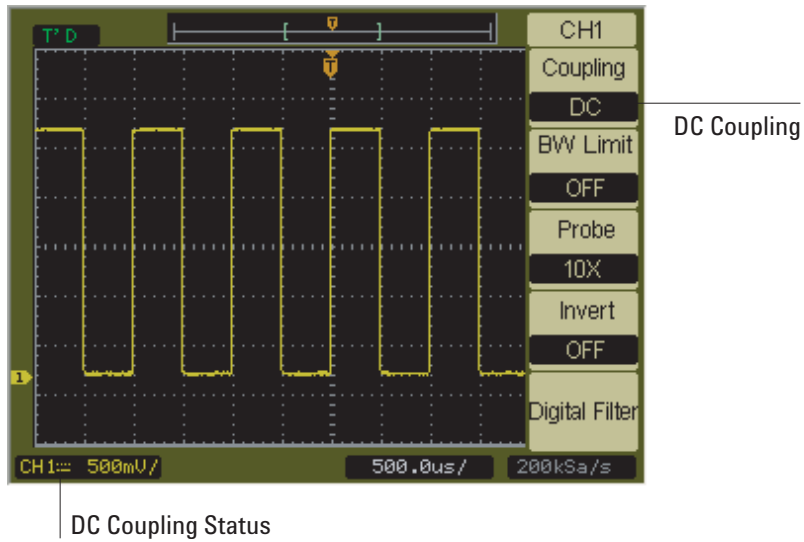 T'D
T
CH1
T
Coupling
DC
DC Coupling
BW Limit
OFF
Probe
10X
Invert
OFF
1
Digital Filter
CH1 500mV/
500.0us/
200kSa/s
DC Coupling Status